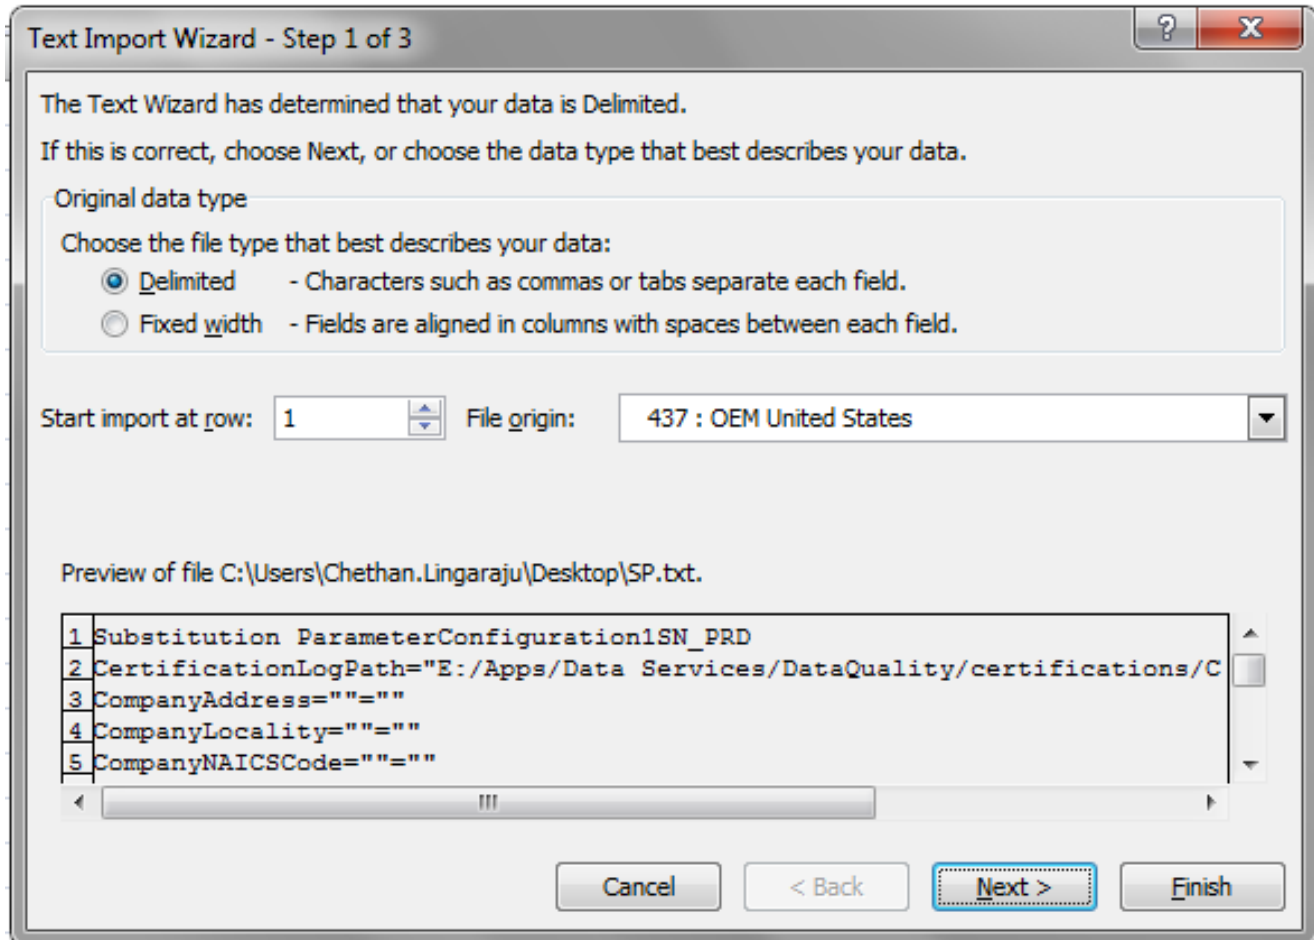 Text Import Wizard - Step 1 of 3
The Text Wizard has determined that your data is Delimited.
If this is correct, choose Next, or choose the data type that best describes your data.
Original data type
Choose the file type that best describes your data:
Delimited - Characters such as commas or tabs separate each field.
Fixed width - Fields are aligned in columns with spaces between each field.
Start import at row: 1 File origin: 437 : OEM United States
Preview of file C:\Users\Chethan.Lingaraju\Desktop\SP.txt.
1 Substitution ParameterConfiguration1SN_PRD
2 CertificationLogPath="E:/Apps/Data Services/DataQuality/certifications/C
3 CompanyAddress=""=""
4 CompanyLocality=""=""
5 CompanyNAICSCode=""=""
Cancel < Back Next > Finish